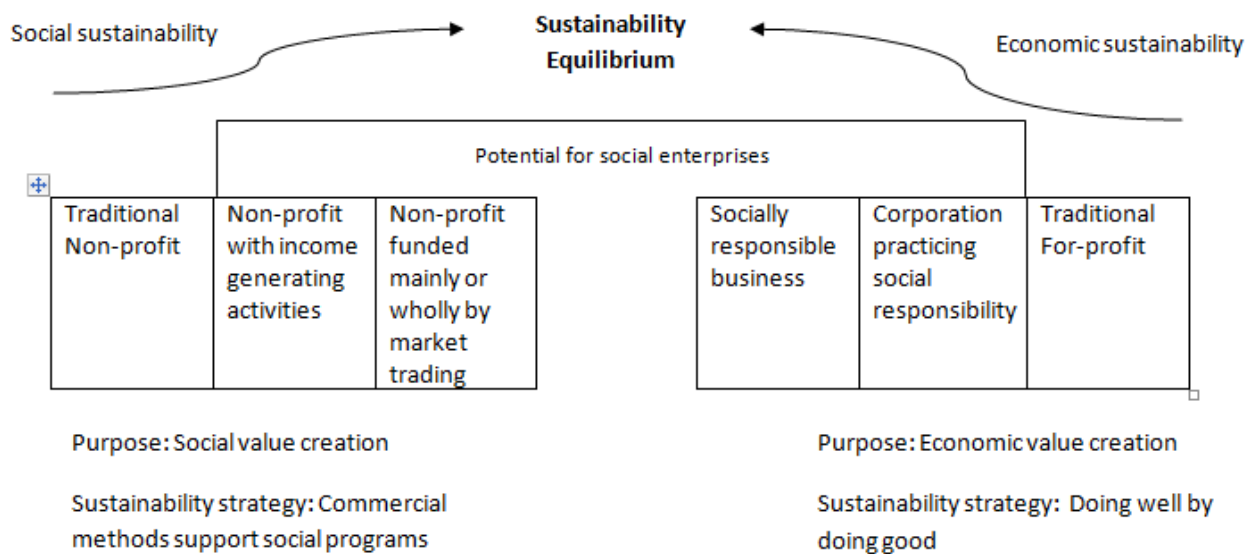 Social sustainability
Sustainability
Equilibrium
Economic sustainability
Potential for social enterprises
Traditional
Non-profit
Non-profit
with income
generating
activities
Non-profit
funded
mainly or
wholly by
market
trading
Socially
responsible
business
Corporation
practicing
social
responsibility
Traditional
For-profit
Purpose: Social value creation
Sustainability strategy: Commercial
methods support social programs
Purpose: Economic value creation
Sustainability strategy:  Doing well by
doing good